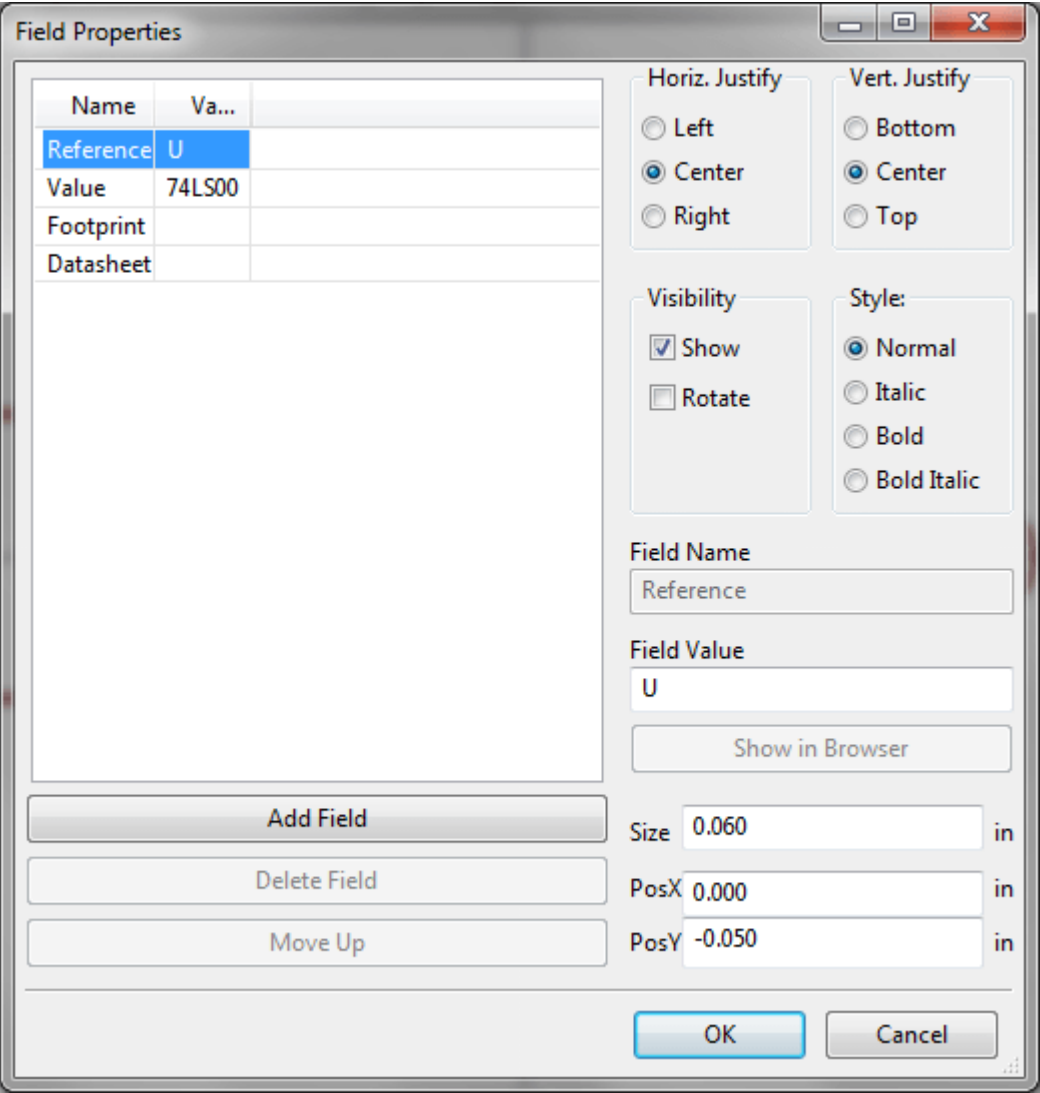 Field Properties
Name Va...
Reference U
Value 74LS00
Footprint
Datasheet
Add Field
Delete Field
Move Up
Horiz. Justify
Left
Center
Right
Vert. Justify
Bottom
Center
Top
Visibility
Show
Rotate
Style:
Normal
Italic
Bold
Bold Italic
Field Name
Reference
Field Value
U
Show in Browser
Size 0.060 in
PosX 0.000 in
PosY -0.050 in
OK Cancel